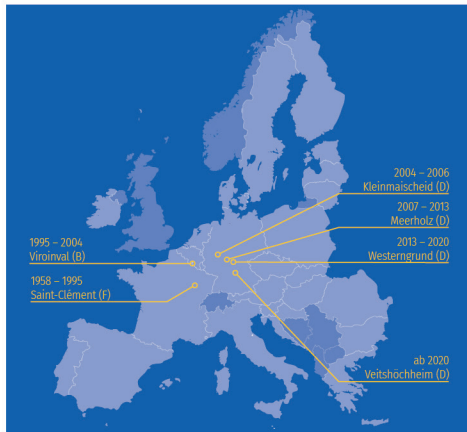 2004 – 2006
Kleinmaischeid (D)
2007 – 2013
Meerholz (D)
2013 – 2020
Westerngrund (D)
1995 – 2004
Viroinval (B)
1958 – 1995
Saint-Clément (F)
ab 2020
Veitshöchheim (D)